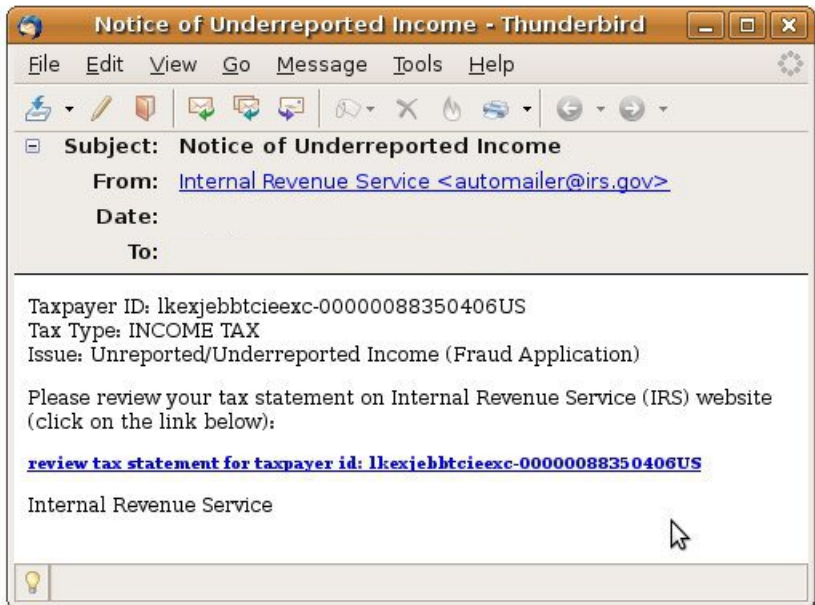 Notice of Underreported Income - Thunderbird
File Edit View Go Message Tools Help
Subject: Notice of Underreported Income
From: Internal Revenue Service <automailer@irs.gov>
Date:
To:
Taxpayer ID: lkexjebbtcieexc-00000088350406US
Tax Type: INCOME TAX
Issue: Unreported/Underreported Income (Fraud Application)
Please review your tax statement on Internal Revenue Service (IRS) website
(click on the link below):
review tax statement for taxpayer id: lkexjebbtcieexc-00000088350406US
Internal Revenue Service